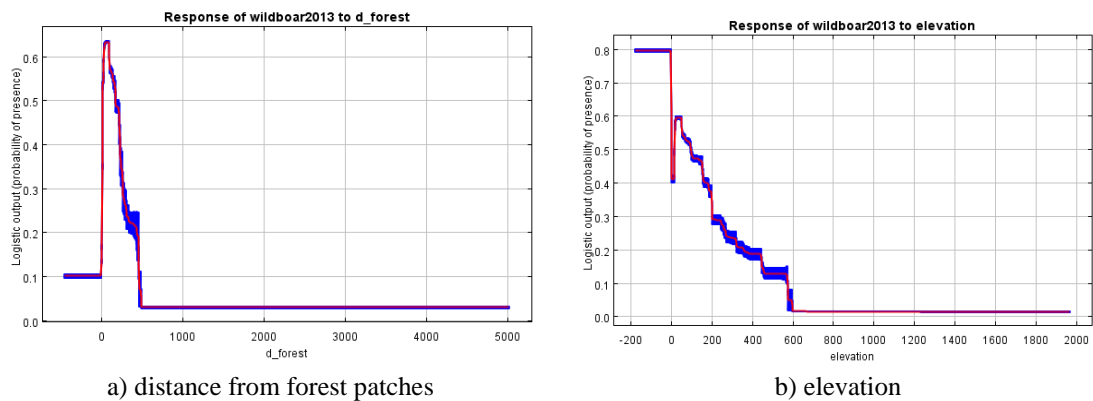 Response of wildboar2013 to d_forest
Logistic output (probability of presence)
0.6
0.5
0.4
0.3
0.2
0.1
0.0
0 1000 2000 3000 4000 5000
d_forest
a) distance from forest patches
Response of wildboar2013 to elevation
Logistic output (probability of presence)
0.8
0.7
0.6
0.5
0.4
0.3
0.2
0.1
0.0
-200 0 200 400 600 800 1000 1200 1400 1600 1800 2000
elevation
b) elevation